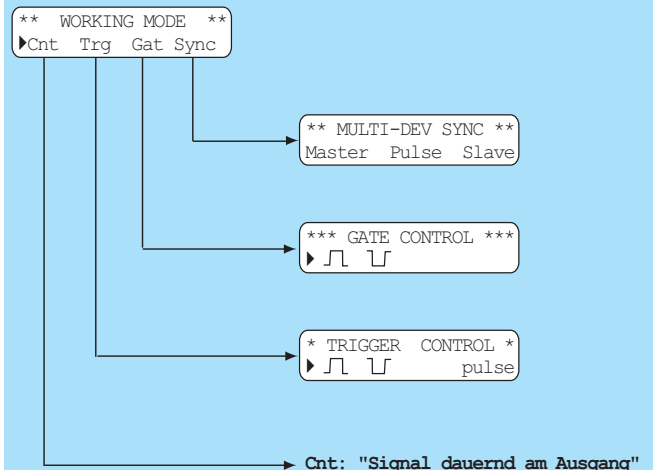 ** WORKING MODE **
Cnt Trg Gat Sync
** MULTI-DEV SYNC **
Master Pulse Slave
*** GATE CONTROL ***
* TRIGGER CONTROL *
pulse
Cnt: "Signal dauernd am Ausgang"